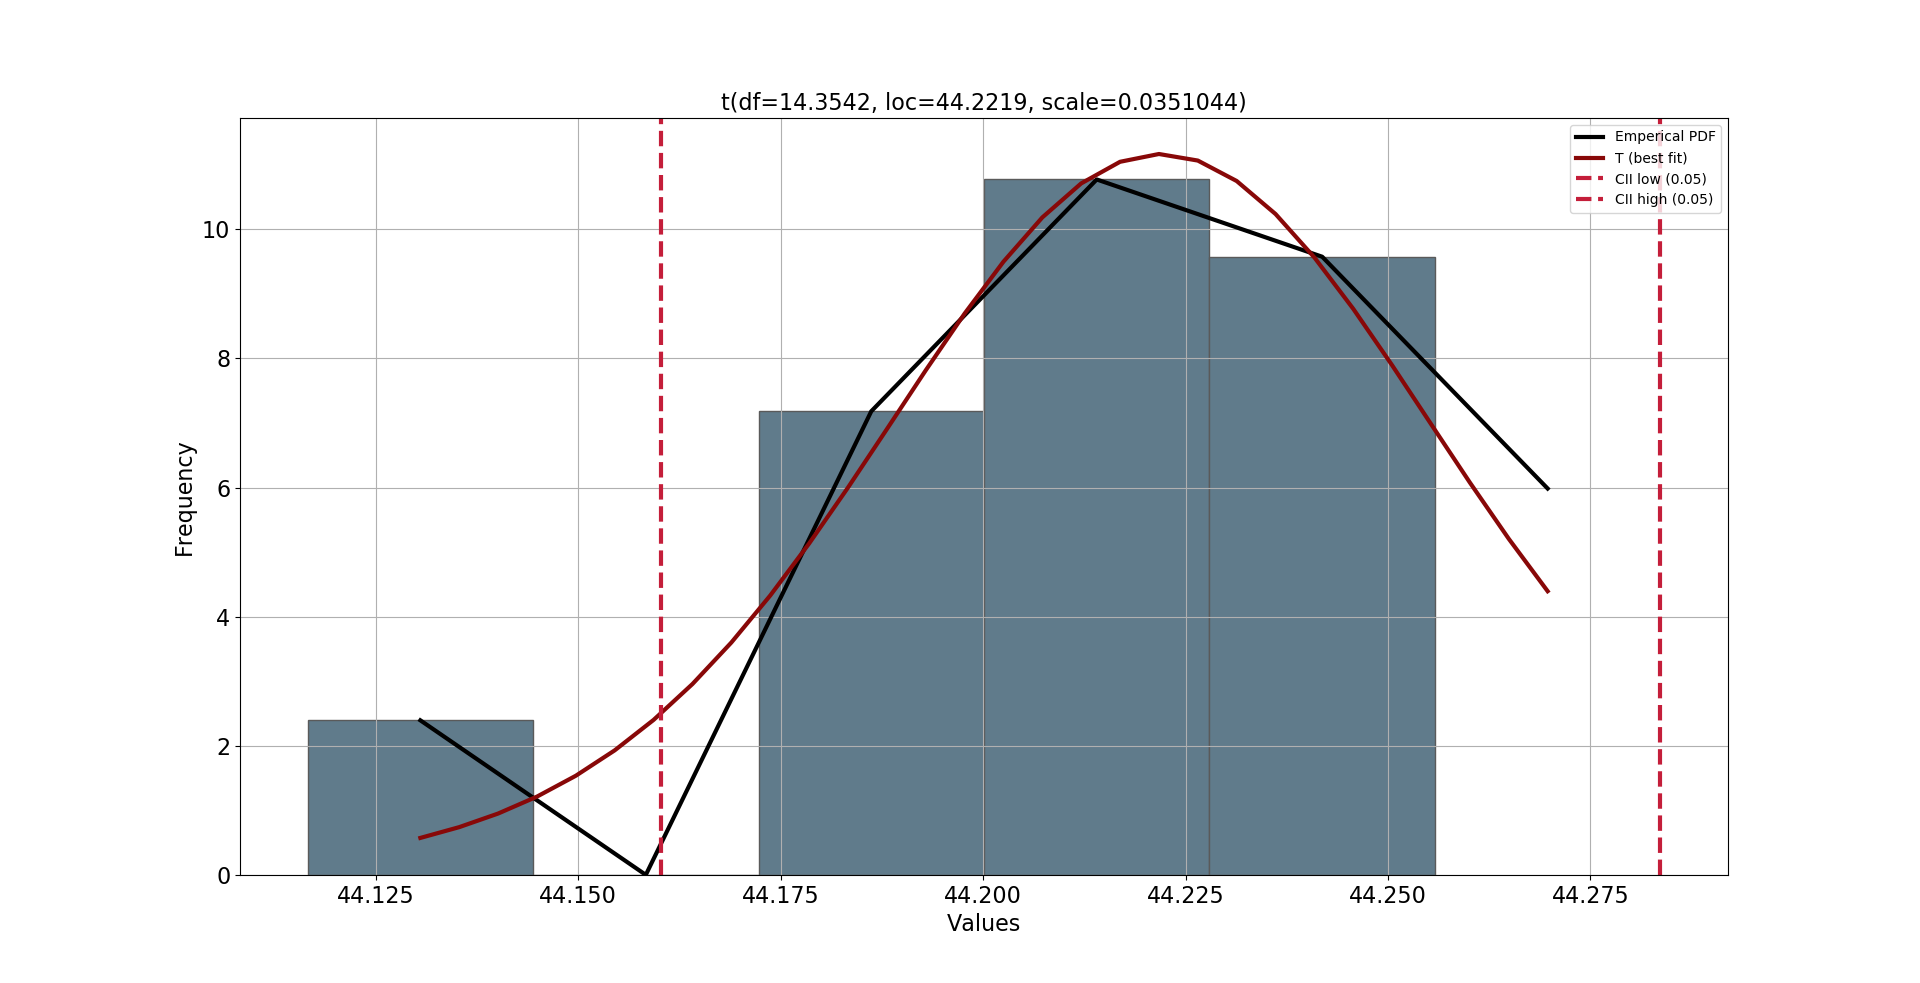 t(df=14.3542, loc=44.2219, scale=0.0351044)
Emperical PDF
T (best fit)
CII low (0.05)
CII high (0.05)
10
8
6
4
2
0
Frequency
44.125 44.150 44.175 44.200 44.225 44.250 44.275
Values